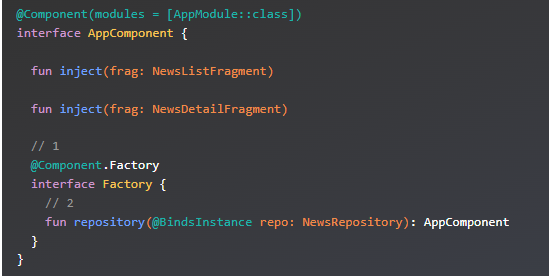 @Component(modules = [AppModule::class])
interface AppComponent {
fun inject(frag: NewsListFragment)
fun inject(frag: NewsDetailFragment)
// 1
@Component.Factory
interface Factory {
// 2
fun repository(@BindsInstance repo: NewsRepository): AppComponent
}
}